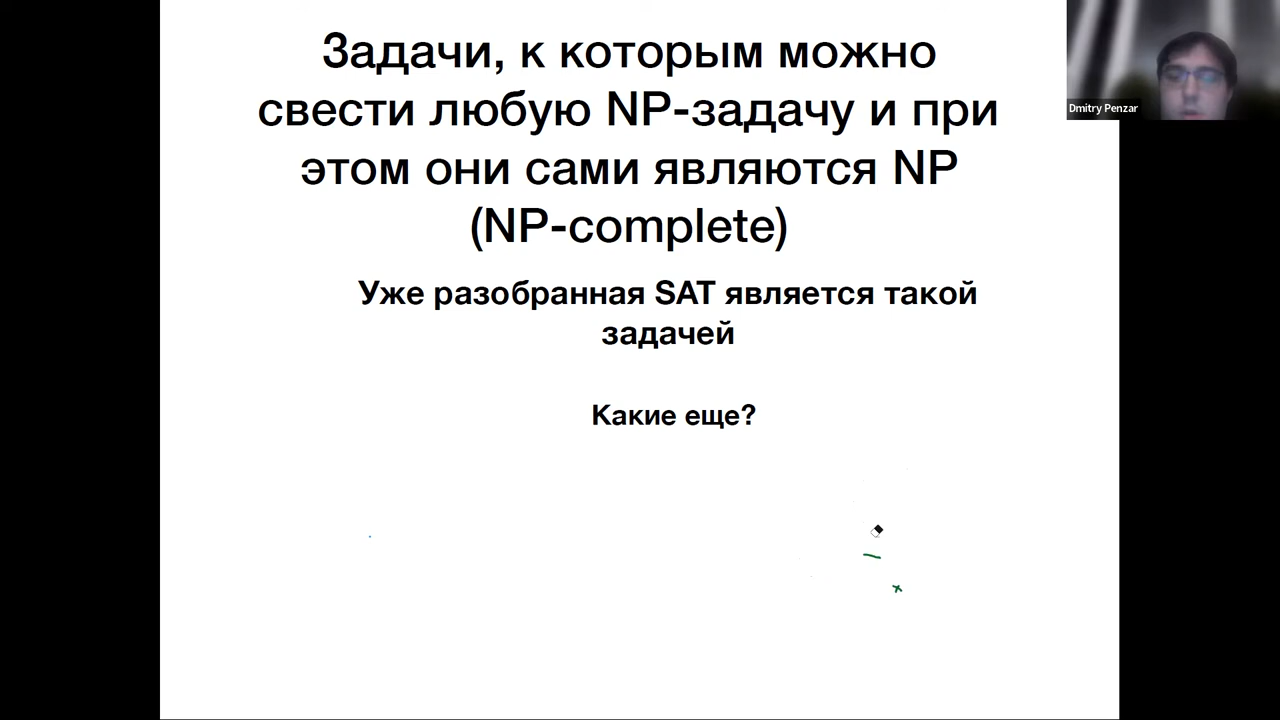 Задачи, к которым можно
свести любую NP-задачу и при
этом они сами являются NP
(NP-complete)
Уже разобранная SAT является такой
задачей
Какие еще?
Dmitry Penzar